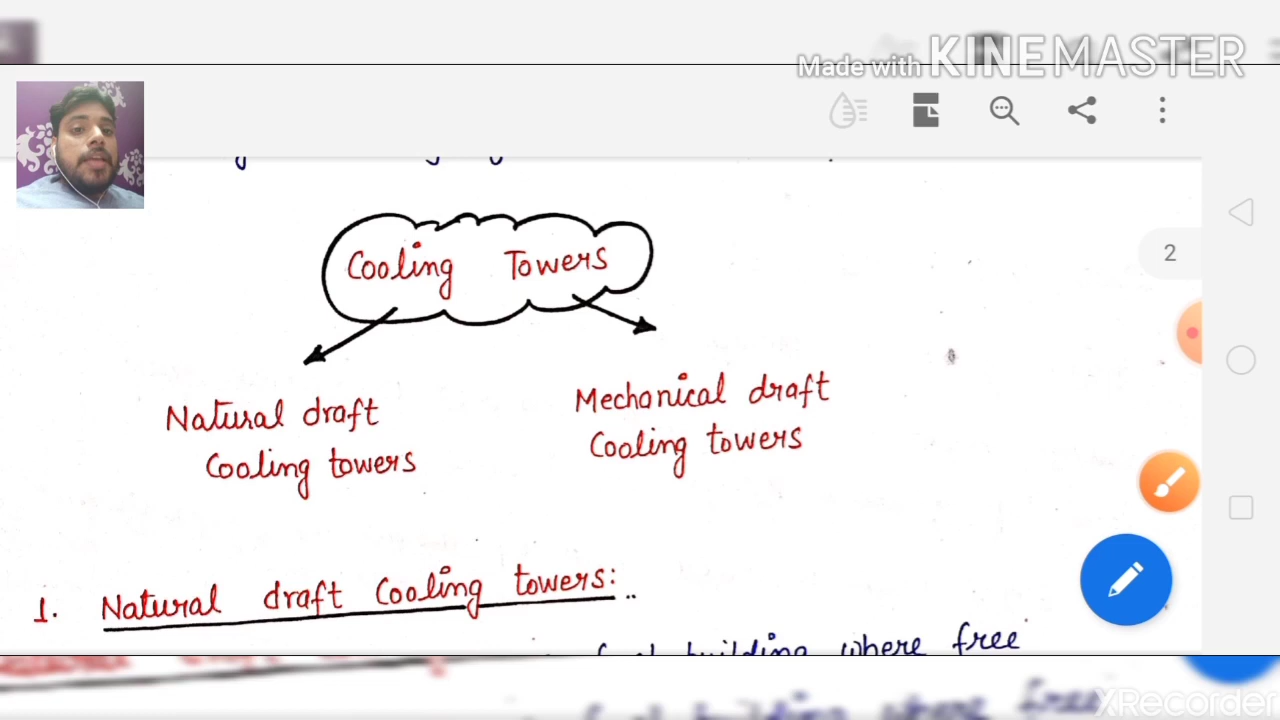 Made with KINEMASTER
2
Cooling Towers
Natural draft
Cooling towers
Mechanical draft
Cooling towers
1. Natural draft Cooling towers:
building where free
XRecorder